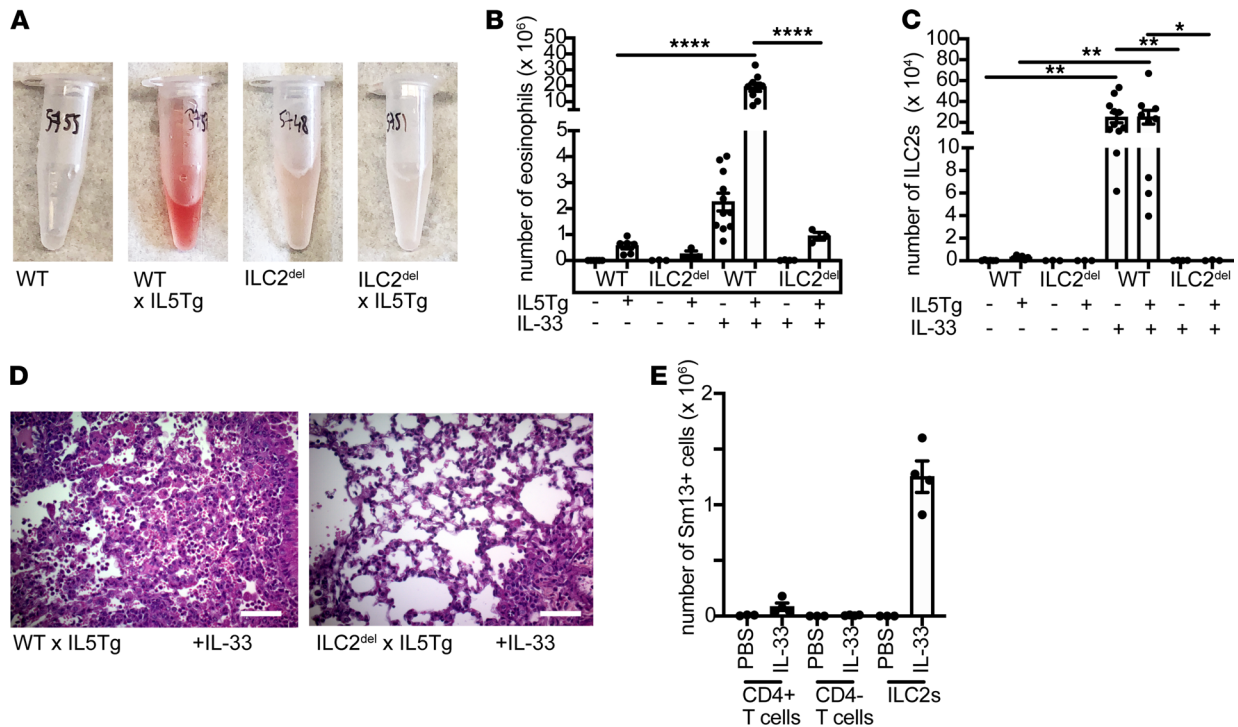 A
5755
5748
5951
WT
WT
x IL5Tg
ILC2del
ILC2del
x IL5Tg
B
number of eosinophils (x 10⁶)
50
40
30
20
10
5
4
3
2
1
0
****
****
WT
ILC2del
WT
ILC2del
IL5Tg - + - + - + - +
IL-33 - - - - + + + +
C
number of ILC2s (x 10⁴)
100
80
60
40
20
10
8
6
4
2
0
*
**
**
**
WT
ILC2del
WT
ILC2del
IL5Tg - + - + - + - +
IL-33 - - - - + + + +
D
WT x IL5Tg +IL-33
ILC2del x IL5Tg +IL-33
E
number of Sm13+ cells (x 10⁶)
2
1
0
PBS
IL-33
PBS
IL-33
PBS
IL-33
CD4+
T cells
CD4-
T cells
ILC2s